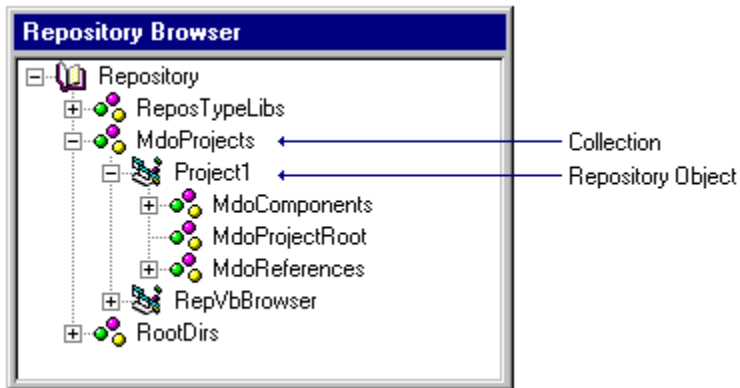 Repository Browser
Repository
ReposTypeLibs
MdoProjects Collection
Project1 Repository Object
MdoComponents
MdoProjectRoot
MdoReferences
RepVbBrowser
RootDirs